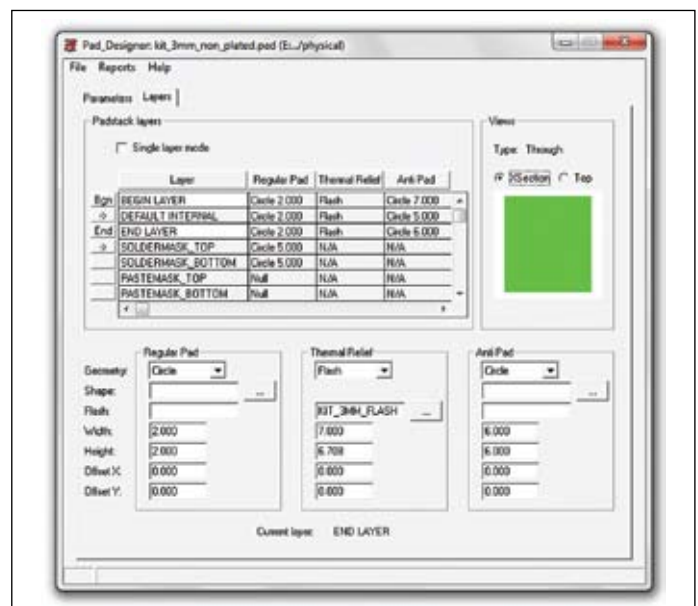 Pad_Designer: kit_3mm_non_plated.pad (E:../physical)
File Reports Help
Parameters Layers
Padstack layers
Single layer mode
Layer Regular Pad Thermal Relief Anti Pad
Bgn BEGIN LAYER Circle 2.000 Flash Circle 7.000
-> DEFAULT INTERNAL Circle 2.000 Flash Circle 5.000
End END LAYER Circle 2.000 Flash Circle 6.000
-> SOLDERMASK_TOP Circle 5.000 N/A N/A
SOLDERMASK_BOTTOM Circle 5.000 N/A N/A
PASTEMASK_TOP Null N/A N/A
PASTEMASK_BOTTOM Null N/A N/A
Views
Type: Through
XSection Top
Regular Pad Thermal Relief Anti Pad
Geometry: Circle Flash Circle
Shape: ... ...
Flash: KIT_3MM_FLASH ...
Width: 2.000 7.000 6.000
Height: 2.000 6.708 6.000
Offset X: 0.000 0.000 0.000
Offset Y: 0.000 0.000 0.000
Current layer: END LAYER